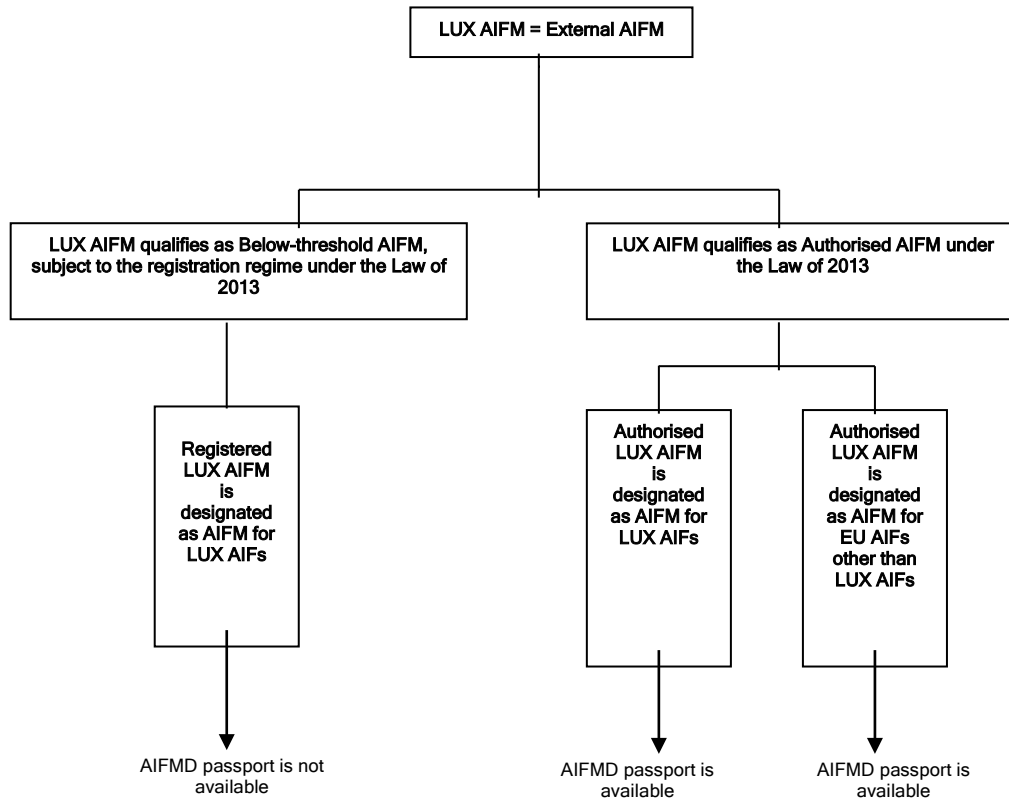 LUX AIFM = External AIFM
LUX AIFM qualifies as Below-threshold AIFM,
subject to the registration regime under the Law of
2013
LUX AIFM qualifies as Authorised AIFM under
the Law of 2013
Registered
LUX AIFM
is
designated
as AIFM for
LUX AIFs
Authorised
LUX AIFM
is
designated
as AIFM for
LUX AIFs
Authorised
LUX AIFM
is
designated
as AIFM for
EU AIFs
other than
LUX AIFs
AIFMD passport is not
available
AIFMD passport is
available
AIFMD passport is
available